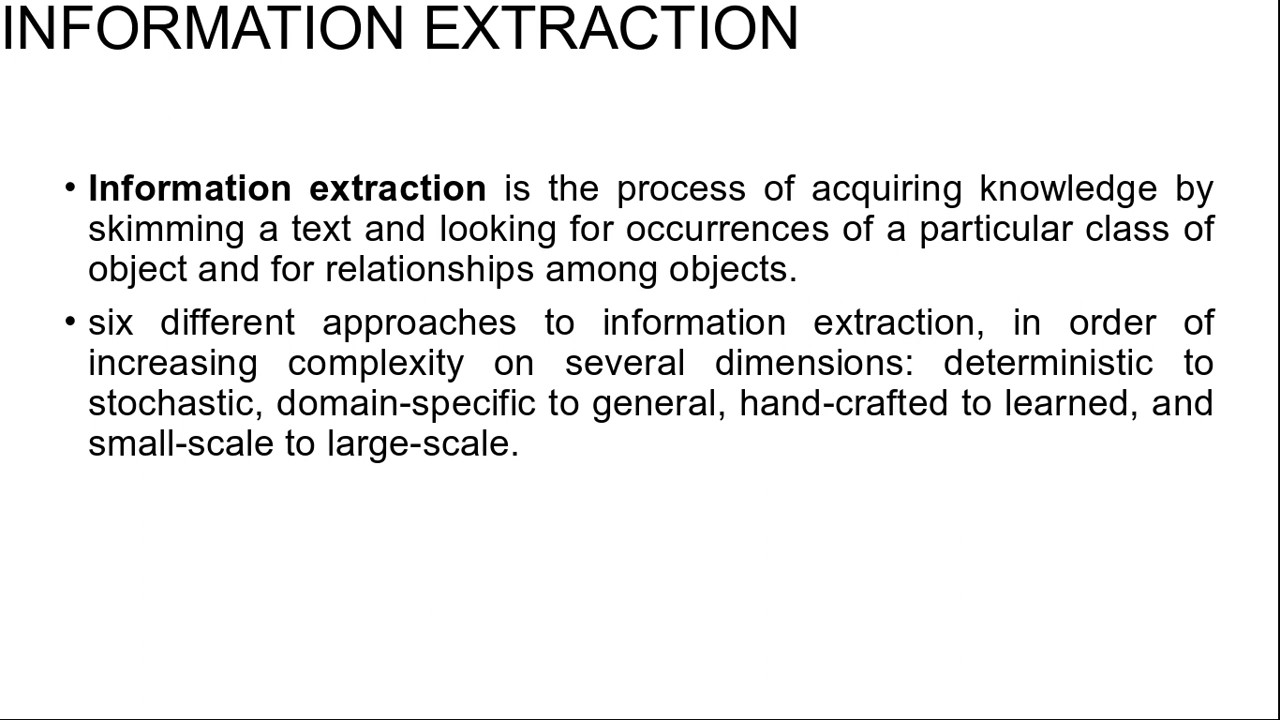 INFORMATION EXTRACTION
• Information extraction is the process of acquiring knowledge by
skimming a text and looking for occurrences of a particular class of
object and for relationships among objects.
• six different approaches to information extraction, in order of
increasing complexity on several dimensions: deterministic to
stochastic, domain-specific to general, hand-crafted to learned, and
small-scale to large-scale.